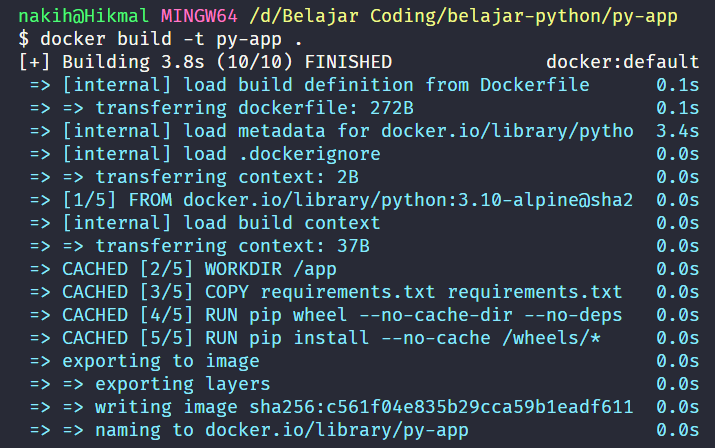 nakih@Hikmal MINGW64 /d/Belajar Coding/belajar-python/py-app
$ docker build -t py-app .
[+] Building 3.8s (10/10) FINISHED docker:default
=> [internal] load build definition from Dockerfile 0.1s
=> => transferring dockerfile: 272B 0.1s
=> [internal] load metadata for docker.io/library/pytho 3.4s
=> [internal] load .dockerignore 0.0s
=> => transferring context: 2B 0.0s
=> [1/5] FROM docker.io/library/python:3.10-alpine@sha2 0.0s
=> [internal] load build context 0.0s
=> => transferring context: 37B 0.0s
=> CACHED [2/5] WORKDIR /app 0.0s
=> CACHED [3/5] COPY requirements.txt requirements.txt 0.0s
=> CACHED [4/5] RUN pip wheel --no-cache-dir --no-deps 0.0s
=> CACHED [5/5] RUN pip install --no-cache /wheels/* 0.0s
=> exporting to image 0.0s
=> => exporting layers 0.0s
=> => writing image sha256:c561f04e835b29cca59b1eadf611 0.0s
=> => naming to docker.io/library/py-app 0.0s